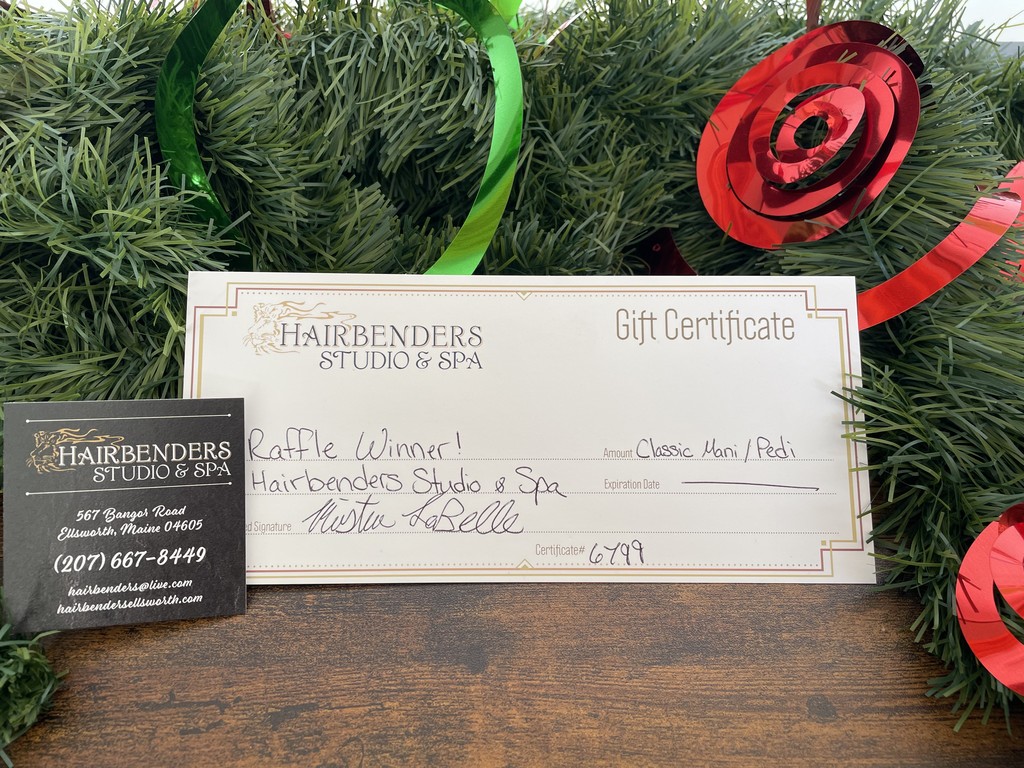 HAIRBENDERS
STUDIO & SPA
Gift Certificate
Raffle Winner!
Amount Classic Mani/Pedi
Hairbenders Studio & Spa
Expiration Date
ed Signature LaBelle
Certificate# 6799
HAIRBENDERS
STUDIO & SPA
567 Bangor Road
Ellsworth, Maine 04605
(207) 667-8449
hairbenders@live.com
hairbendersellsworth.com